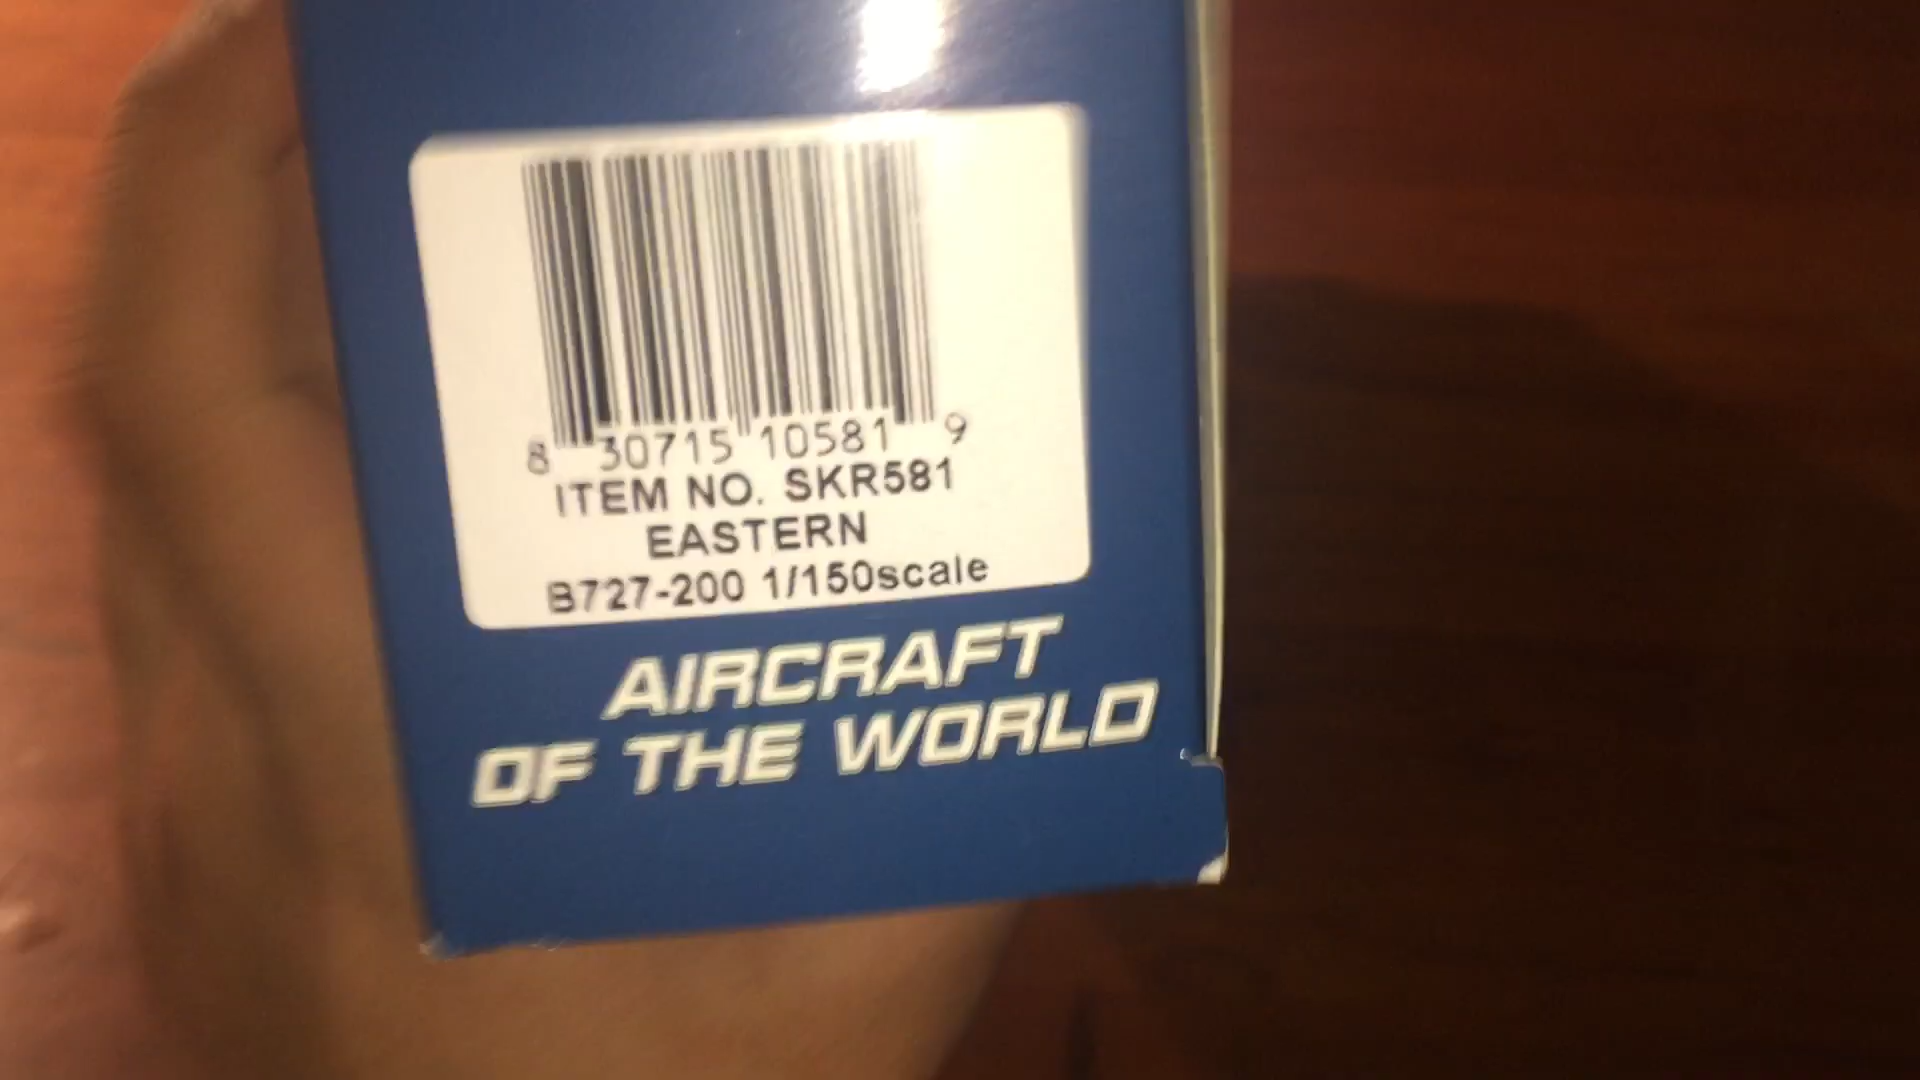 8 30715 10581 9
ITEM NO. SKR581
EASTERN
B727-200 1/150scale
AIRCRAFT
OF THE WORLD